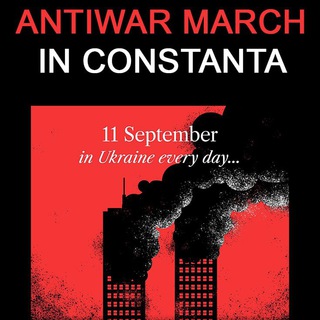 ANTIWAR MARCH
IN CONSTANTA
11 September
in Ukraine every day...